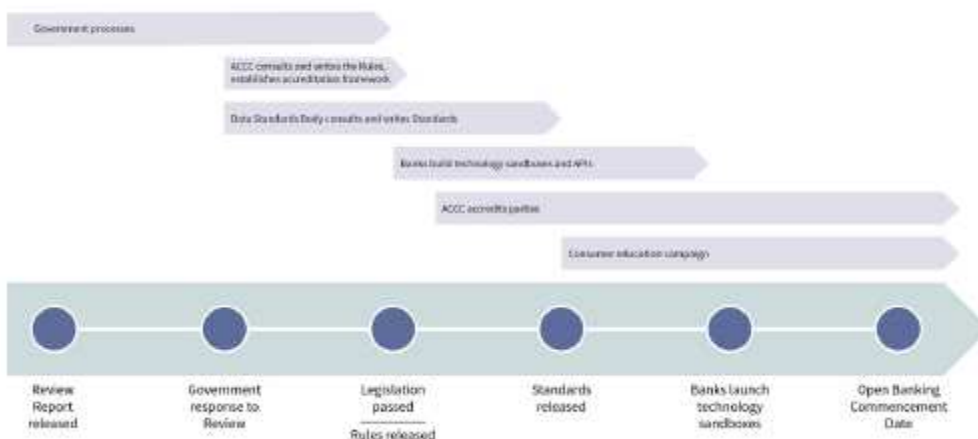 Government processes
ACCC consults and writes the Rules,
establishes accreditation framework
Data Standards Body consults and writes Standards
Banks build technology sandboxes and APIs
ACCC accredits parties
Consumer education campaign
Review
Report
released
Government
response to
Review
Legislation
passed
Rules released
Standards
released
Banks launch
technology
sandboxes
Open Banking
Commencement
Date